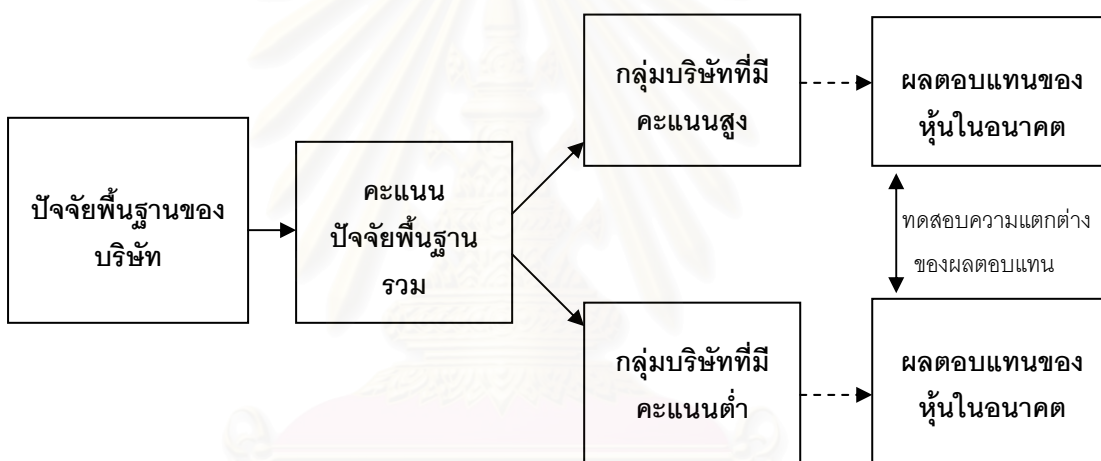 ปัจจัยพื้นฐานของ
บริษัท
คะแนน
ปัจจัยพื้นฐาน
รวม
กลุ่มบริษัทที่มี
คะแนนสูง
ผลตอบแทนของ
หุ้นในอนาคต
ทดสอบความแตกต่าง
ของผลตอบแทน
กลุ่มบริษัทที่มี
คะแนนต่ำ
ผลตอบแทนของ
หุ้นในอนาคต